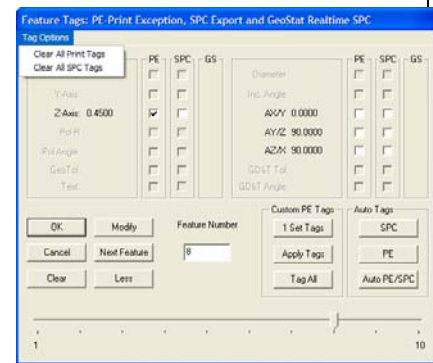 Feature Tags: PE-Print Exception, SPC Export and GeoStat Realtime SPC
Tag Options
Clear All Print Tags
Clear All SPC Tags
PE SPC GS PE SPC GS
Diameter
Y-Axis: Inc. Angle
Z-Axis: 0.4500 AX/Y 0.0000
Pol R AY/Z 90.0000
Pol Angle AZ/X 90.0000
GeoTol GD&T Tol
Text GD&T Angle
Custom PE Tags Auto Tags
OK Modify Feature Number 1 Set Tags SPC
Cancel Next Feature 8 Apply Tags PE
Clear Less Tag All Auto PE/SPC
1 10